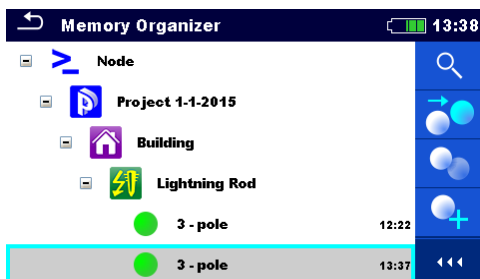 Memory Organizer 13:38
Node
Project 1-1-2015
Building
Lightning Rod
3 - pole 12:22
3 - pole 13:37